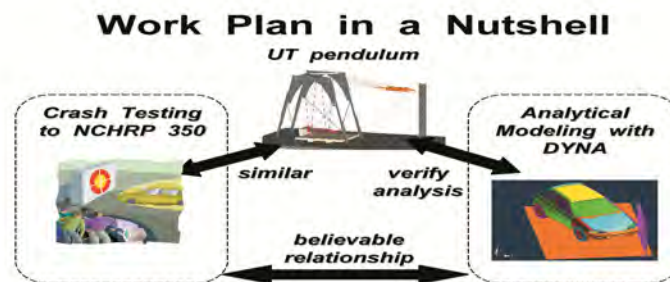 Work Plan in a Nutshell
UT pendulum
Crash Testing
to NCHRP 350
Analytical
Modeling with
DYNA
similar
verify
analysis
believable
relationship